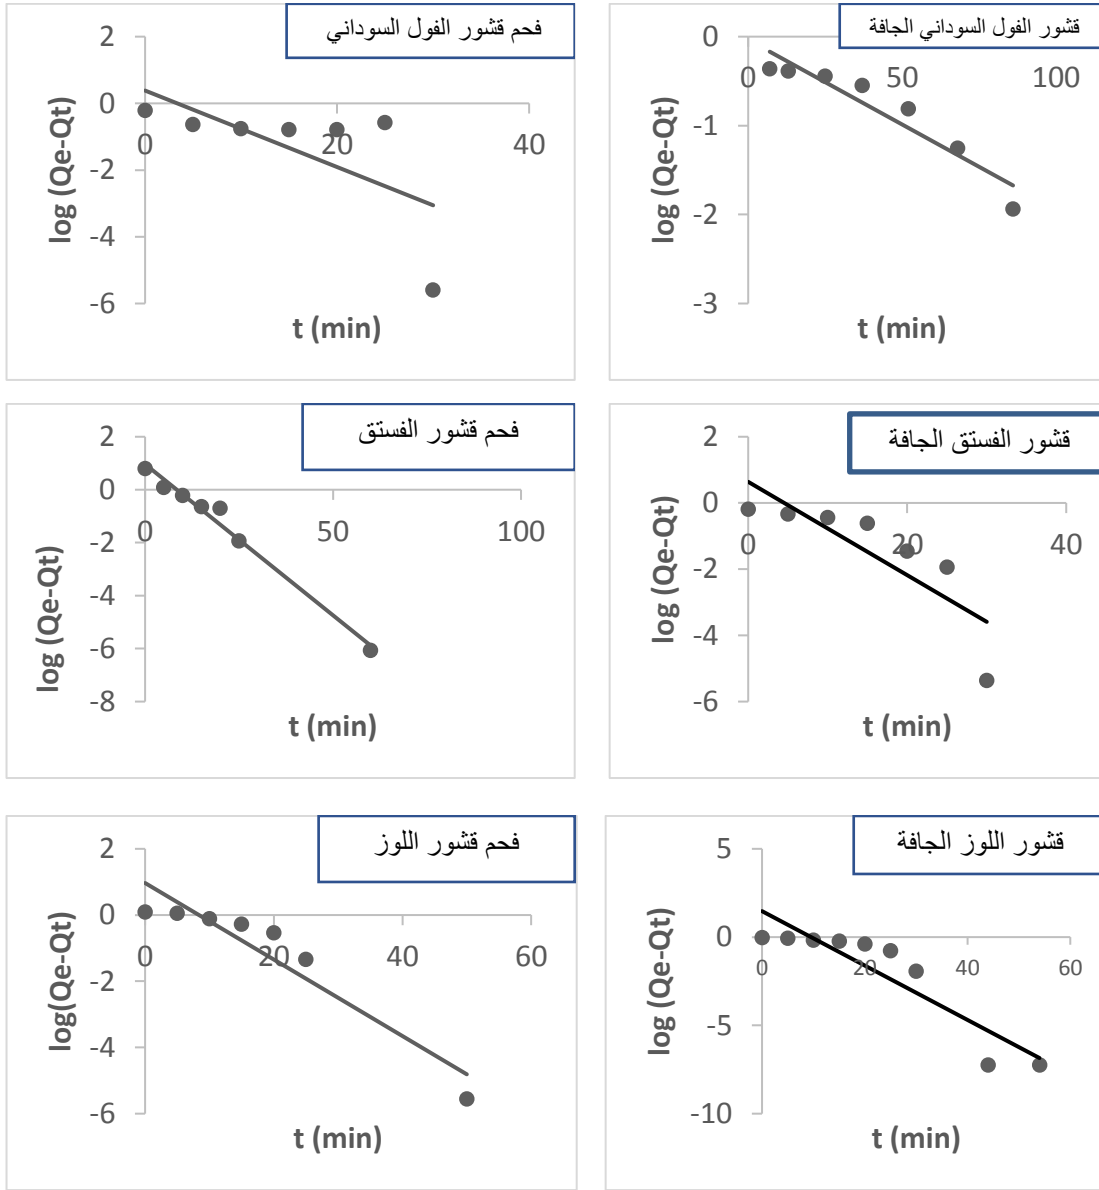 فحم قشور الفول السوداني
2
0
-2
-4
-6
0
20
40
log (Qe-Qt)
t (min)
قشور الفول السوداني الجافة
0
-1
-2
-3
0
50
100
log (Qe-Qt)
t (min)
فحم قشور الفستق
2
0
-2
-4
-6
-8
0
50
100
log (Qe-Qt)
t (min)
قشور الفستق الجافة
2
0
-2
-4
-6
0
20
40
log (Qe-Qt)
t (min)
فحم قشور اللوز
2
0
-2
-4
-6
0
20
40
60
log(Qe-Qt)
t (min)
قشور اللوز الجافة
5
0
-5
-10
0
20
40
60
log (Qe-Qt)
t (min)